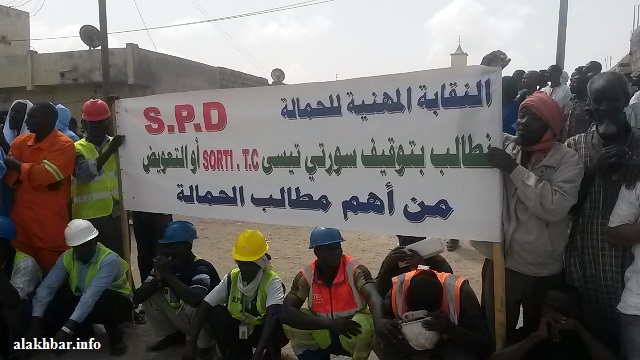 النقابة المهنية للحمالة
S.P.D
نطالب بتوقيف سورتي تيسى SORTI . T.C أو التعويض
من أهم مطالب الحمالة
alakhbar.info